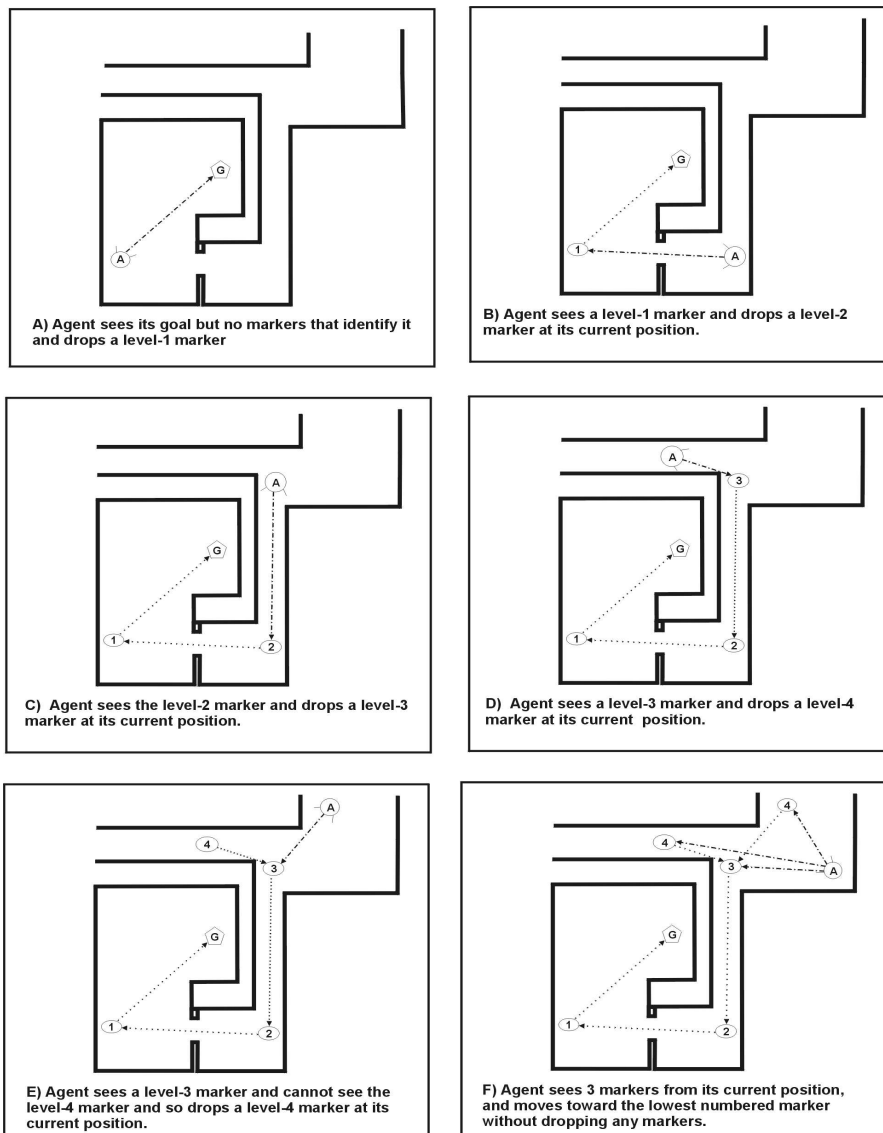 G
A
A) Agent sees its goal but no markers that identify it
and drops a level-1 marker
G
1
A
B) Agent sees a level-1 marker and drops a level-2
marker at its current position.
A
G
1
2
C)  Agent sees the level-2 marker and drops a level-3
marker at its current position.
A
3
G
1
2
D)  Agent sees a level-3 marker and drops a level-4
marker at its current  position.
A
4
3
G
1
2
E) Agent sees a level-3 marker and cannot see the
level-4 marker and so drops a level-4 marker at its
current position.
4
4
3
A
G
1
2
F) Agent sees 3 markers from its current position,
and moves toward the lowest numbered marker
without dropping any markers.